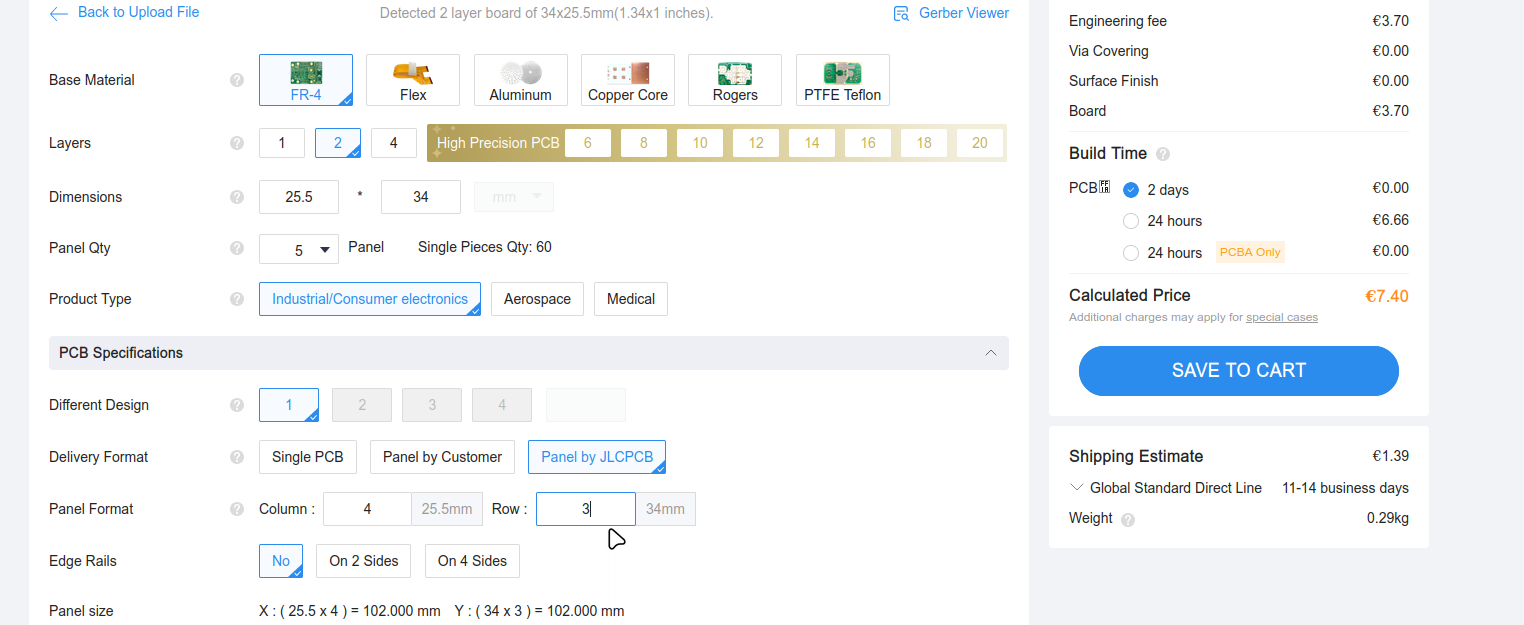 Back to Upload File
Detected 2 layer board of 34x25.5mm(1.34x1 inches).
Gerber Viewer
Base Material ?
FR-4
Flex
Aluminum
Copper Core
Rogers
PTFE Teflon
Layers ? 1 2 4 High Precision PCB 6 8 10 12 14 16 18 20
Dimensions ? 25.5 * 34 mm
Panel Qty ? 5 Panel Single Pieces Qty: 60
Product Type ? Industrial/Consumer electronics Aerospace Medical
PCB Specifications
Different Design ? 1 2 3 4
Delivery Format ? Single PCB Panel by Customer Panel by JLCPCB
Panel Format ? Column : 4 25.5mm Row : 3 34mm
Edge Rails ? No On 2 Sides On 4 Sides
Panel size X : ( 25.5 x 4 ) = 102.000 mm Y : ( 34 x 3 ) = 102.000 mm
Engineering fee €3.70
Via Covering €0.00
Surface Finish €0.00
Board €3.70
Build Time ?
PCB 2 days €0.00
24 hours €6.66
24 hours PCBA Only €0.00
Calculated Price €7.40
Additional charges may apply for special cases
SAVE TO CART
Shipping Estimate €1.39
Global Standard Direct Line 11-14 business days
Weight ? 0.29kg